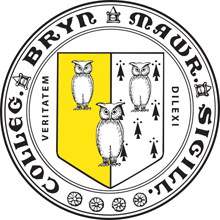 COLLEG. BRYN MAWR. SIGILL.
VERITATEM
DILEXI